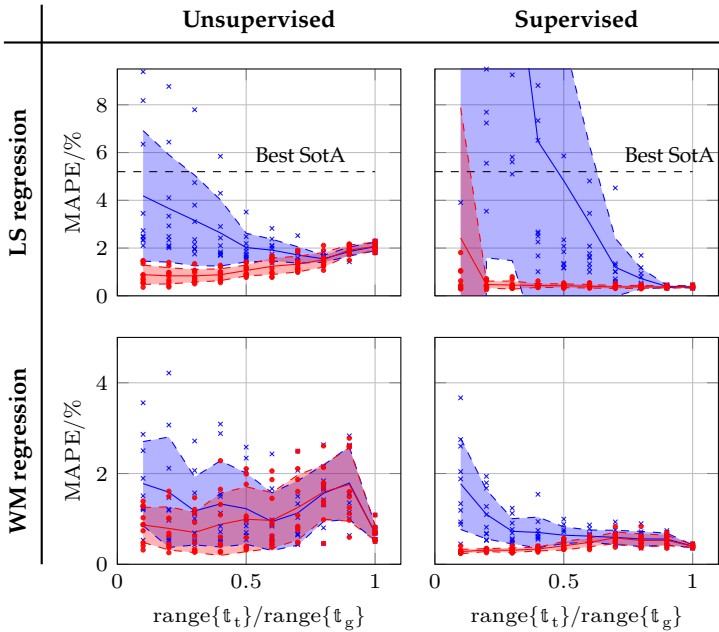 Unsupervised
Supervised
LS regression
MAPE/%
8
6
4
2
0
Best SotA
Best SotA
WM regression
MAPE/%
4
2
0
0
0.5
1
0
0.5
1
range{𝕥ₜ}/range{𝕥g}
range{𝕥ₜ}/range{𝕥g}